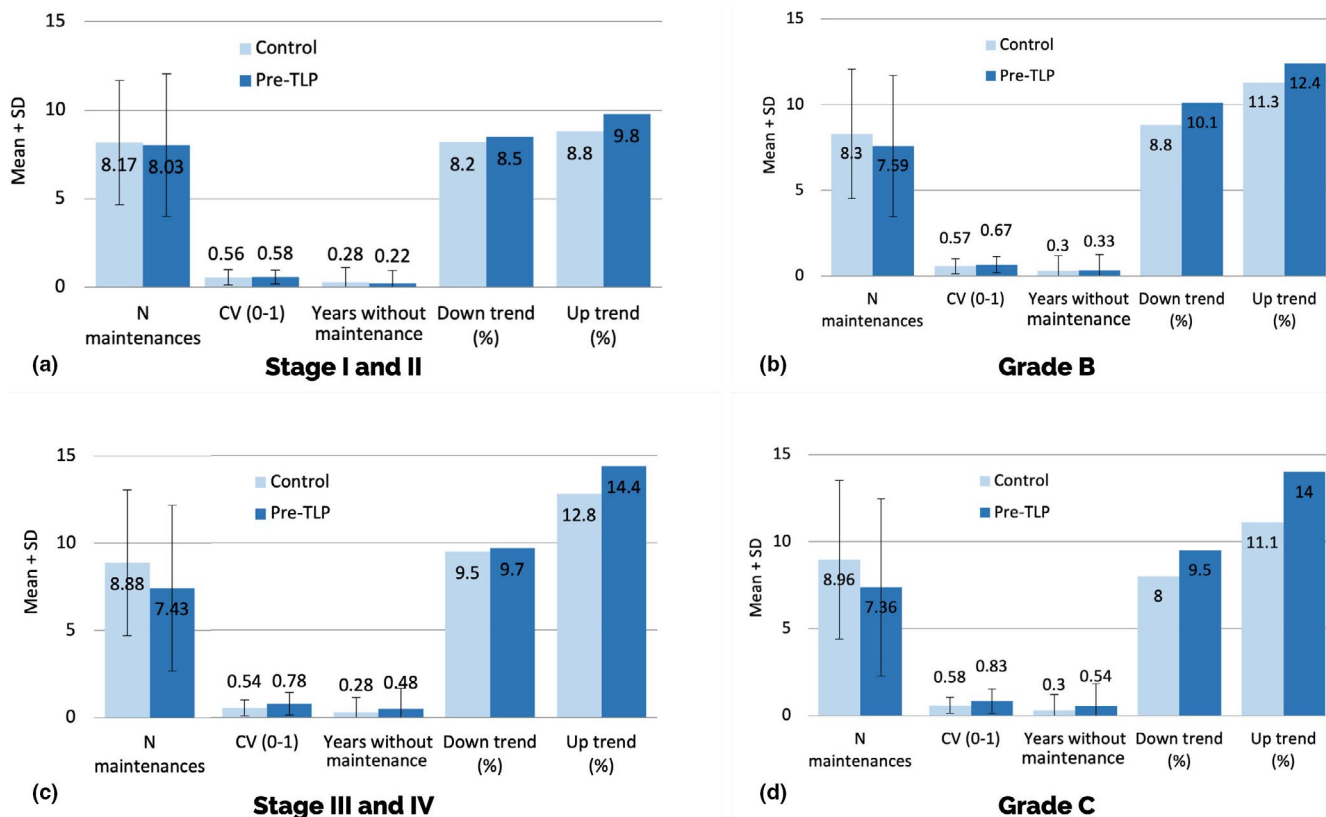 15
10
5
0
Mean + SD
Control
Pre-TLP
8.17
8.03
0.56
0.58
0.28
0.22
8.2
8.5
8.8
9.8
N
maintenances
CV (0-1)
Years without
maintenance
Down trend
(%)
Up trend
(%)
(a)
Stage I and II
15
10
5
0
Mean + SD
Control
Pre-TLP
8.3
7.59
0.57
0.67
0.3
0.33
8.8
10.1
11.3
12.4
N
maintenances
CV (0-1)
Years without
maintenance
Down trend
(%)
Up trend
(%)
(b)
Grade B
15
10
5
0
Mean + SD
Control
Pre-TLP
8.88
7.43
0.54
0.78
0.28
0.48
9.5
9.7
12.8
14.4
N
maintenances
CV (0-1)
Years without
maintenance
Down trend
(%)
Up trend
(%)
(c)
Stage III and IV
15
10
5
0
Mean + SD
Control
Pre-TLP
8.96
7.36
0.58
0.83
0.3
0.54
8
9.5
11.1
14
N
maintenances
CV (0-1)
Years without
maintenance
Down trend
(%)
Up trend
(%)
(d)
Grade C